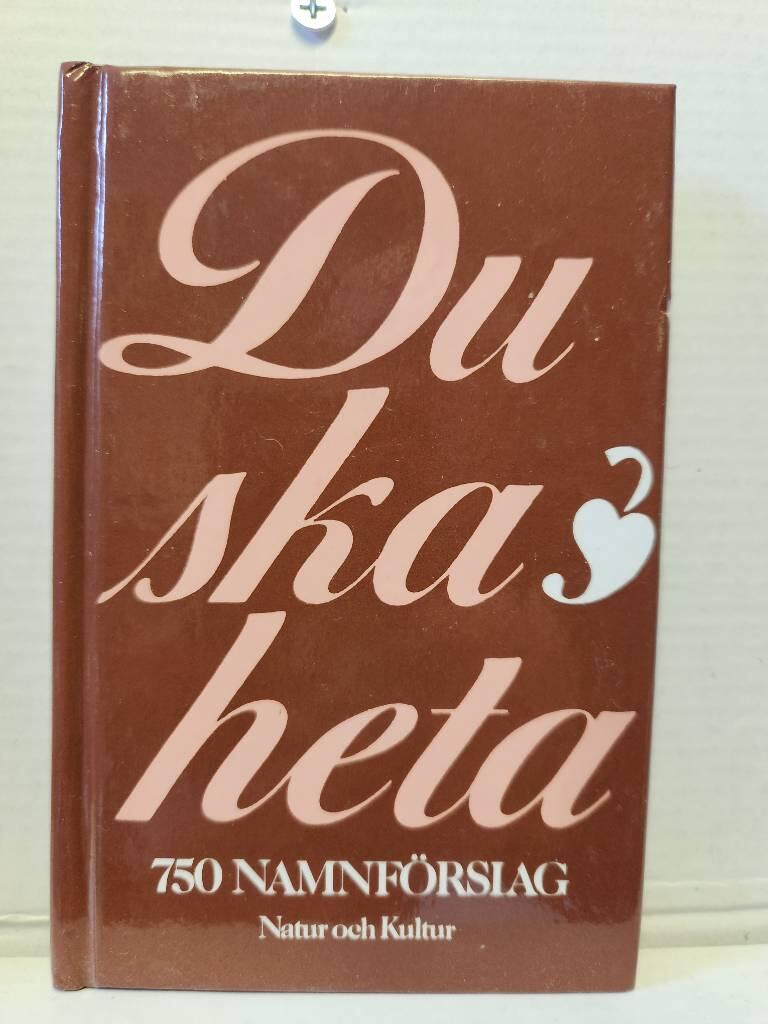 Du
ska
heta
750 NAMNFÖRSLAG
Natur och Kultur